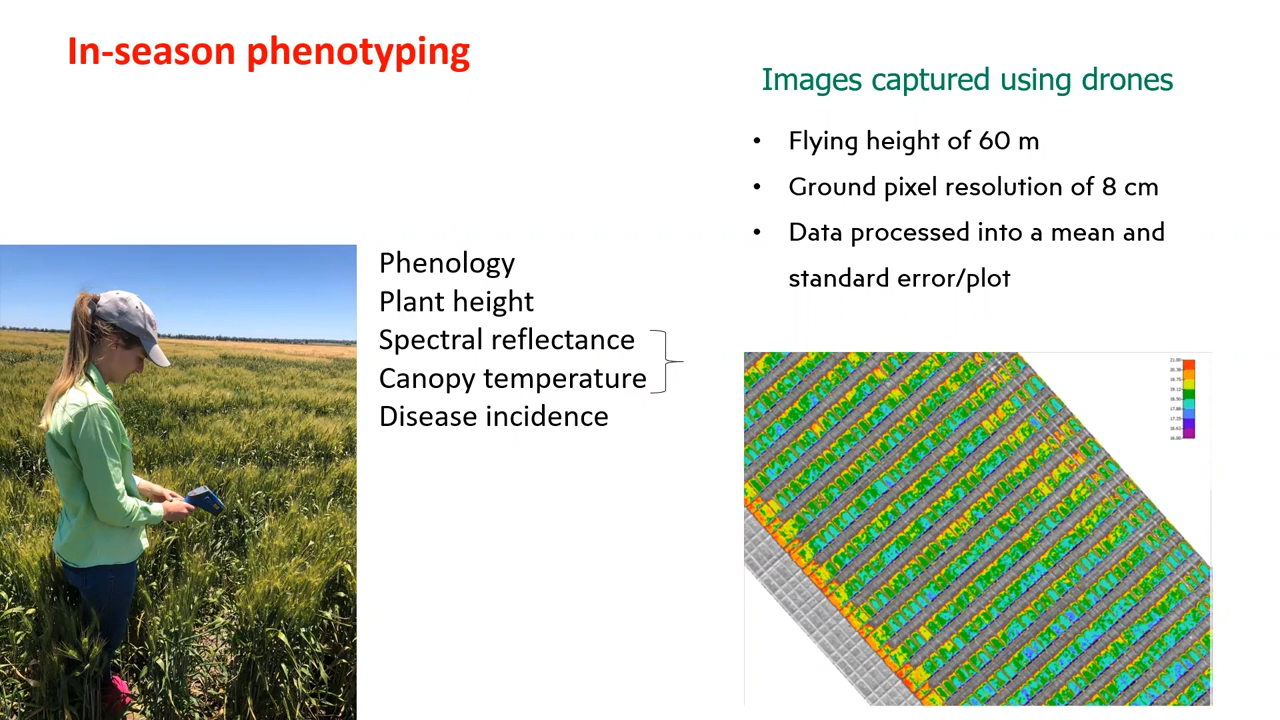 In-season phenotyping
Images captured using drones
• Flying height of 60 m
• Ground pixel resolution of 8 cm
• Data processed into a mean and
standard error/plot
Phenology
Plant height
Spectral reflectance
Canopy temperature
Disease incidence